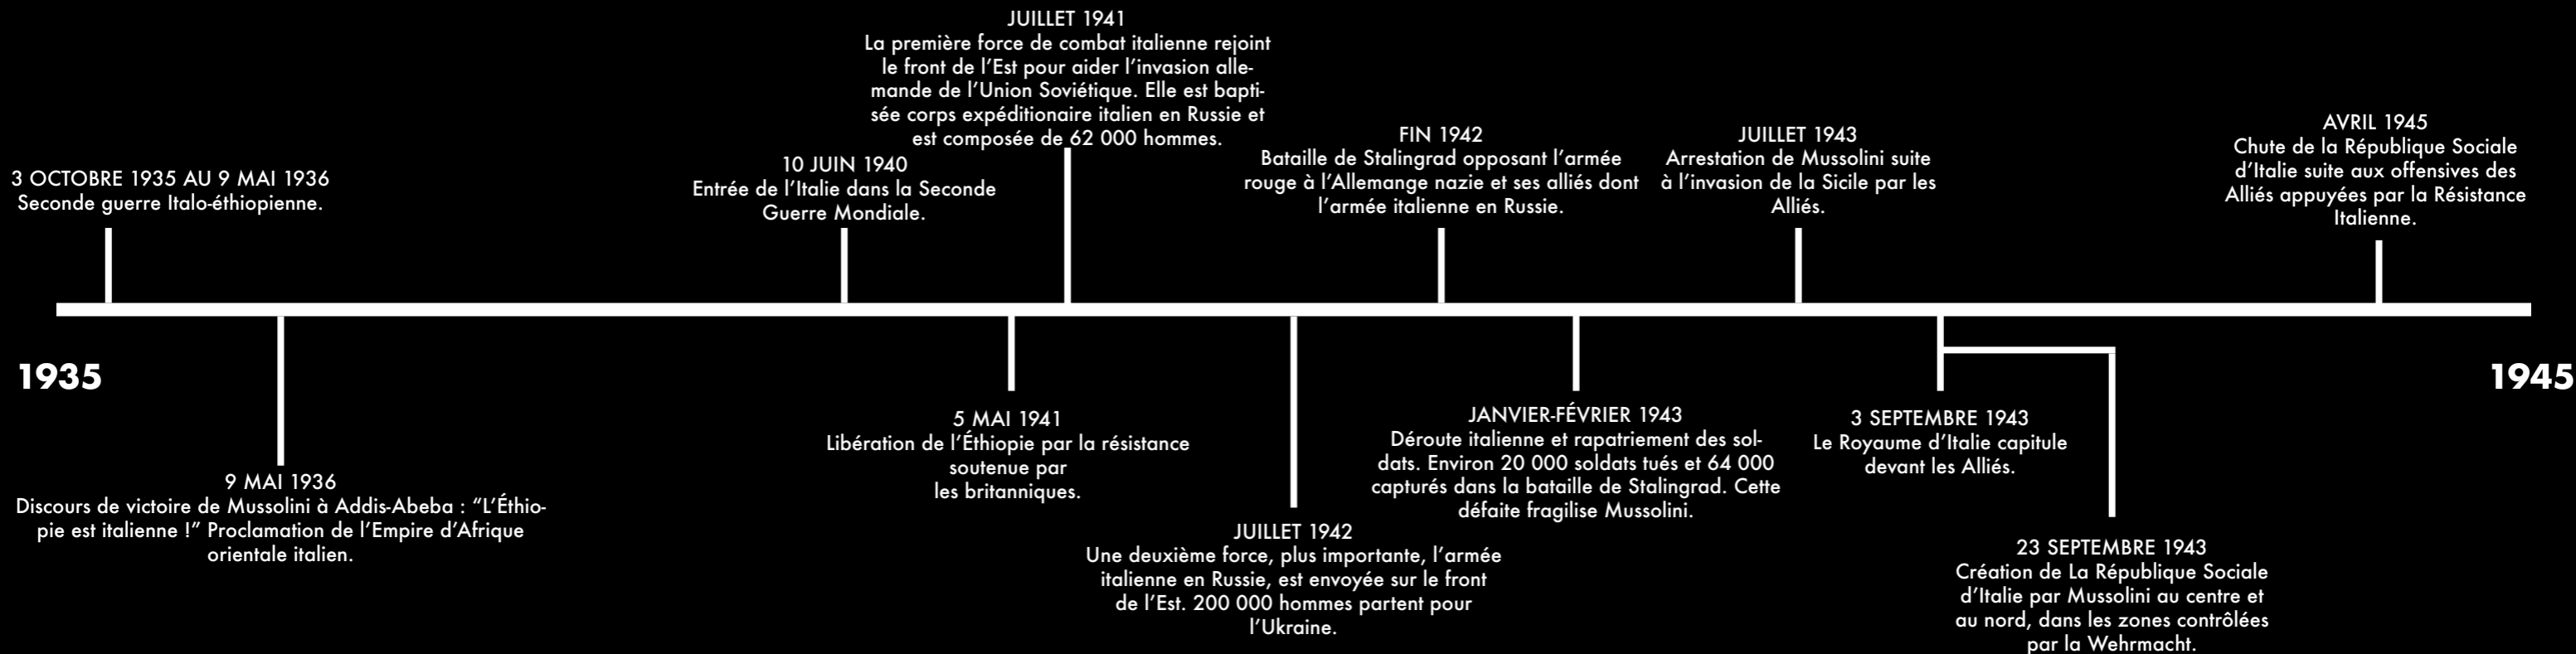 3 OCTOBRE 1935 AU 9 MAI 1936
Seconde guerre Italo-éthiopienne.
10 JUIN 1940
Entrée de l’Italie dans la Seconde
Guerre Mondiale.
JUILLET 1941
La première force de combat italienne rejoint
le front de l’Est pour aider l’invasion alle-
mande de l’Union Soviétique. Elle est bapti-
sée corps expéditionaire italien en Russie et
est composée de 62 000 hommes.
FIN 1942
Bataille de Stalingrad opposant l’armée
rouge à l’Allemange nazie et ses alliés dont
l’armée italienne en Russie.
JUILLET 1943
Arrestation de Mussolini suite
à l’invasion de la Sicile par les
Alliés.
AVRIL 1945
Chute de la République Sociale
d’Italie suite aux offensives des
Alliés appuyées par la Résistance
Italienne.
1935
1945
9 MAI 1936
Discours de victoire de Mussolini à Addis-Abeba : “L’Éthio-
pie est italienne !” Proclamation de l’Empire d’Afrique
orientale italien.
5 MAI 1941
Libération de l’Éthiopie par la résistance
soutenue par
les britanniques.
JUILLET 1942
Une deuxième force, plus importante, l’armée
italienne en Russie, est envoyée sur le front
de l’Est. 200 000 hommes partent pour
l’Ukraine.
JANVIER-FÉVRIER 1943
Déroute italienne et rapatriement des sol-
dats. Environ 20 000 soldats tués et 64 000
capturés dans la bataille de Stalingrad. Cette
défaite fragilise Mussolini.
3 SEPTEMBRE 1943
Le Royaume d’Italie capitule
devant les Alliés.
23 SEPTEMBRE 1943
Création de La République Sociale
d’Italie par Mussolini au centre et
au nord, dans les zones contrôlées
par la Wehrmacht.